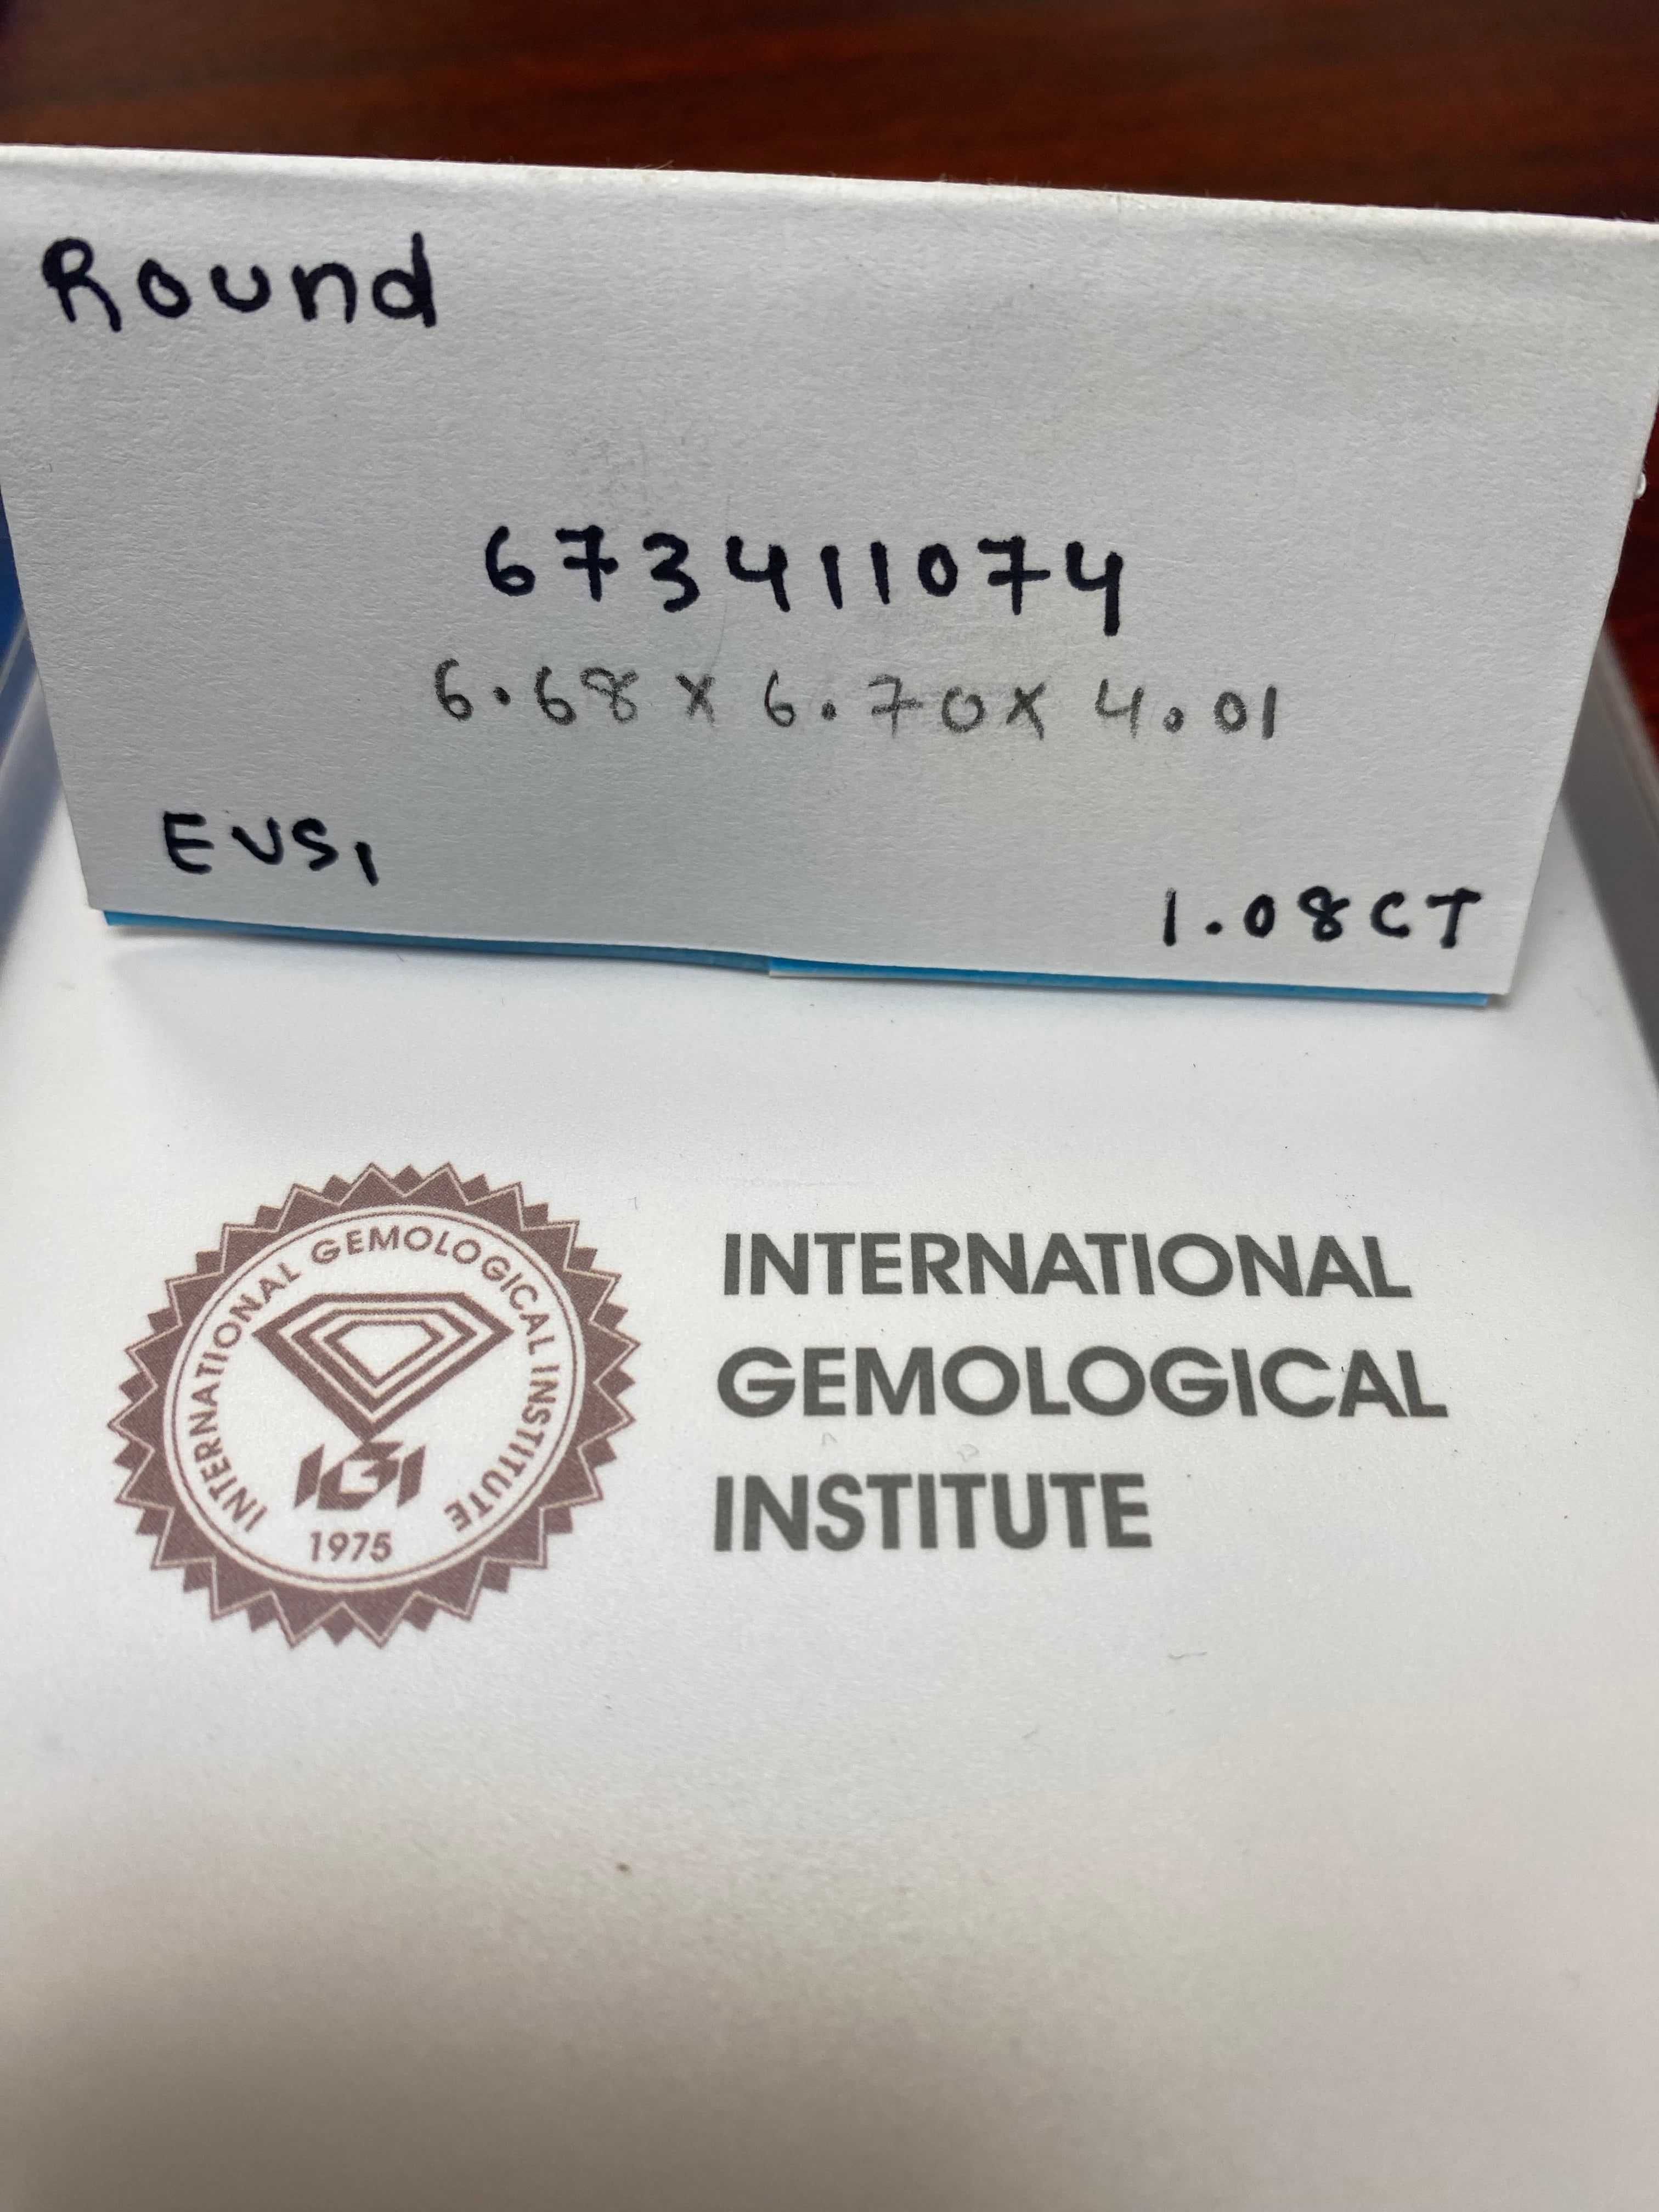 Round
673411074
6.68 x 6.70 x 4.01
EVS1
1.08CT
INTERNATIONAL GEMOLOGICAL INSTITUTE
IGI
1975
INTERNATIONAL
GEMOLOGICAL
INSTITUTE